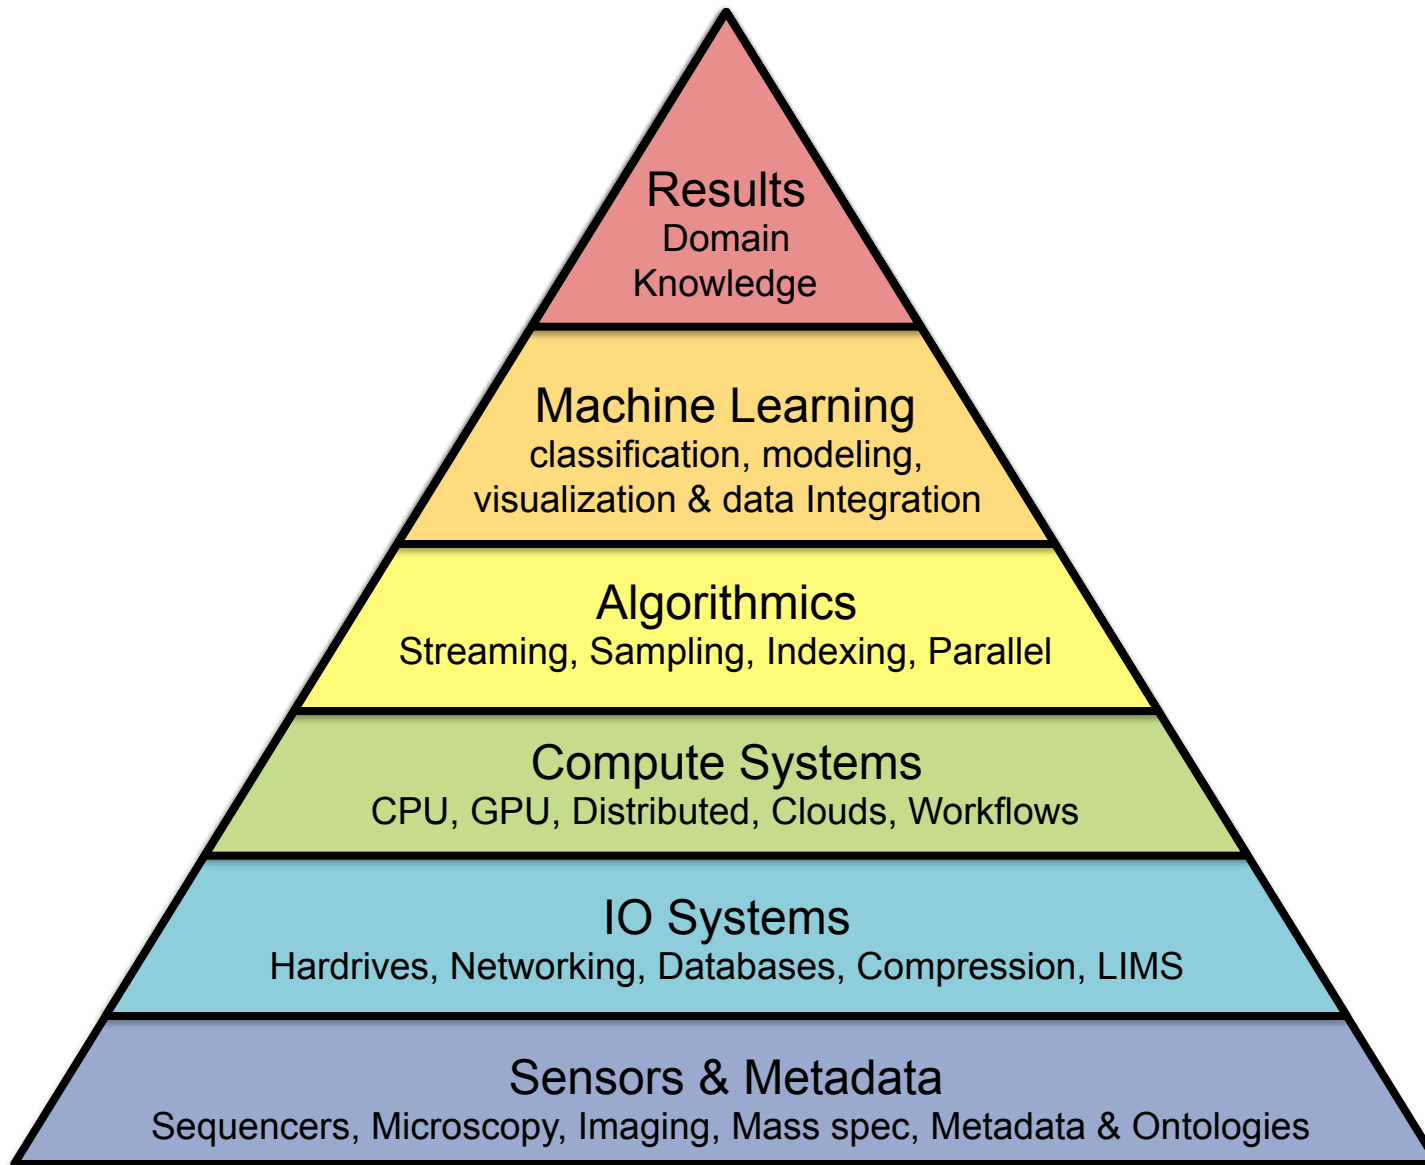 Results
Domain
Knowledge
Machine Learning
classification, modeling,
visualization & data Integration
Algorithmics
Streaming, Sampling, Indexing, Parallel
Compute Systems
CPU, GPU, Distributed, Clouds, Workflows
IO Systems
Hardrives, Networking, Databases, Compression, LIMS
Sensors & Metadata
Sequencers, Microscopy, Imaging, Mass spec, Metadata & Ontologies